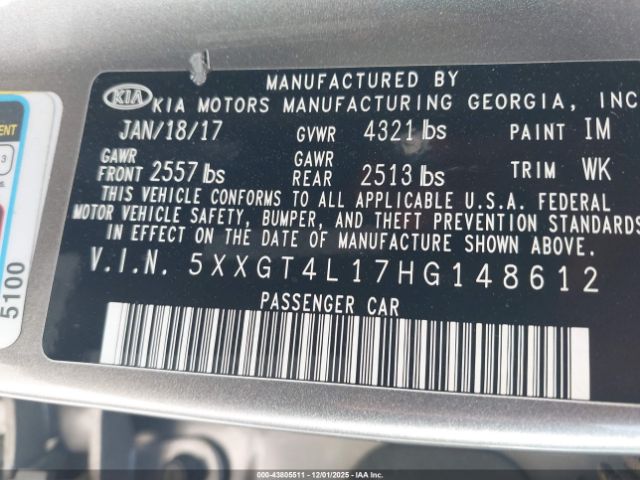 KIA
MANUFACTURED BY
KIA MOTORS MANUFACTURING GEORGIA, INC
JAN/18/17 GVWR 4321 lbs PAINT IM
GAWR FRONT 2557 lbs GAWR REAR 2513 lbs TRIM WK
THIS VEHICLE CONFORMS TO ALL APPLICABLE U.S.A. FEDERAL
MOTOR VEHICLE SAFETY, BUMPER, AND THEFT PREVENTION STANDARDS
IN EFFECT ON THE DATE OF MANUFACTURE SHOWN ABOVE.
V.I.N. 5XXGT4L17HG148612
PASSENGER CAR
5100
000-43805511 - 12/01/2025 - IAA Inc.